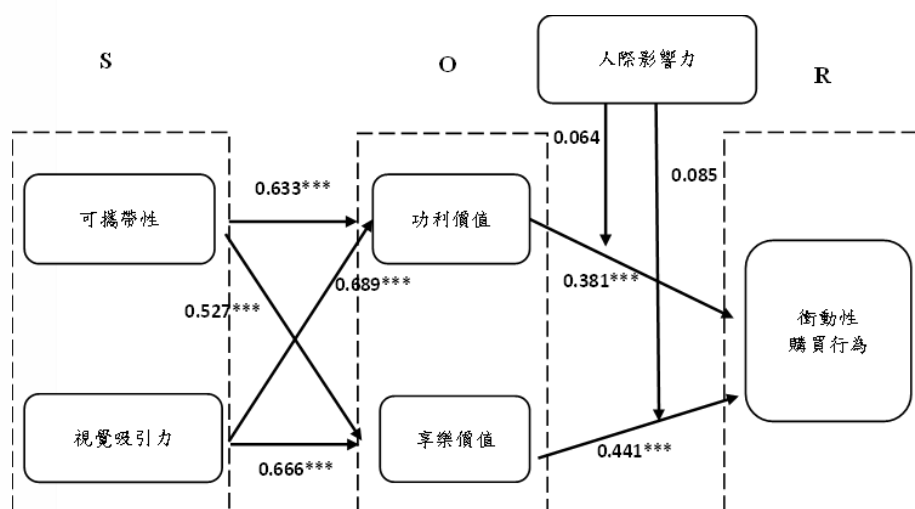 S
O
人際影響力
R
0.064
0.085
0.633***
可攜帶性
功利價值
0.527***
0.689***
0.381***
衝動性
購買行為
視覺吸引力
享樂價值
0.666***
0.441***